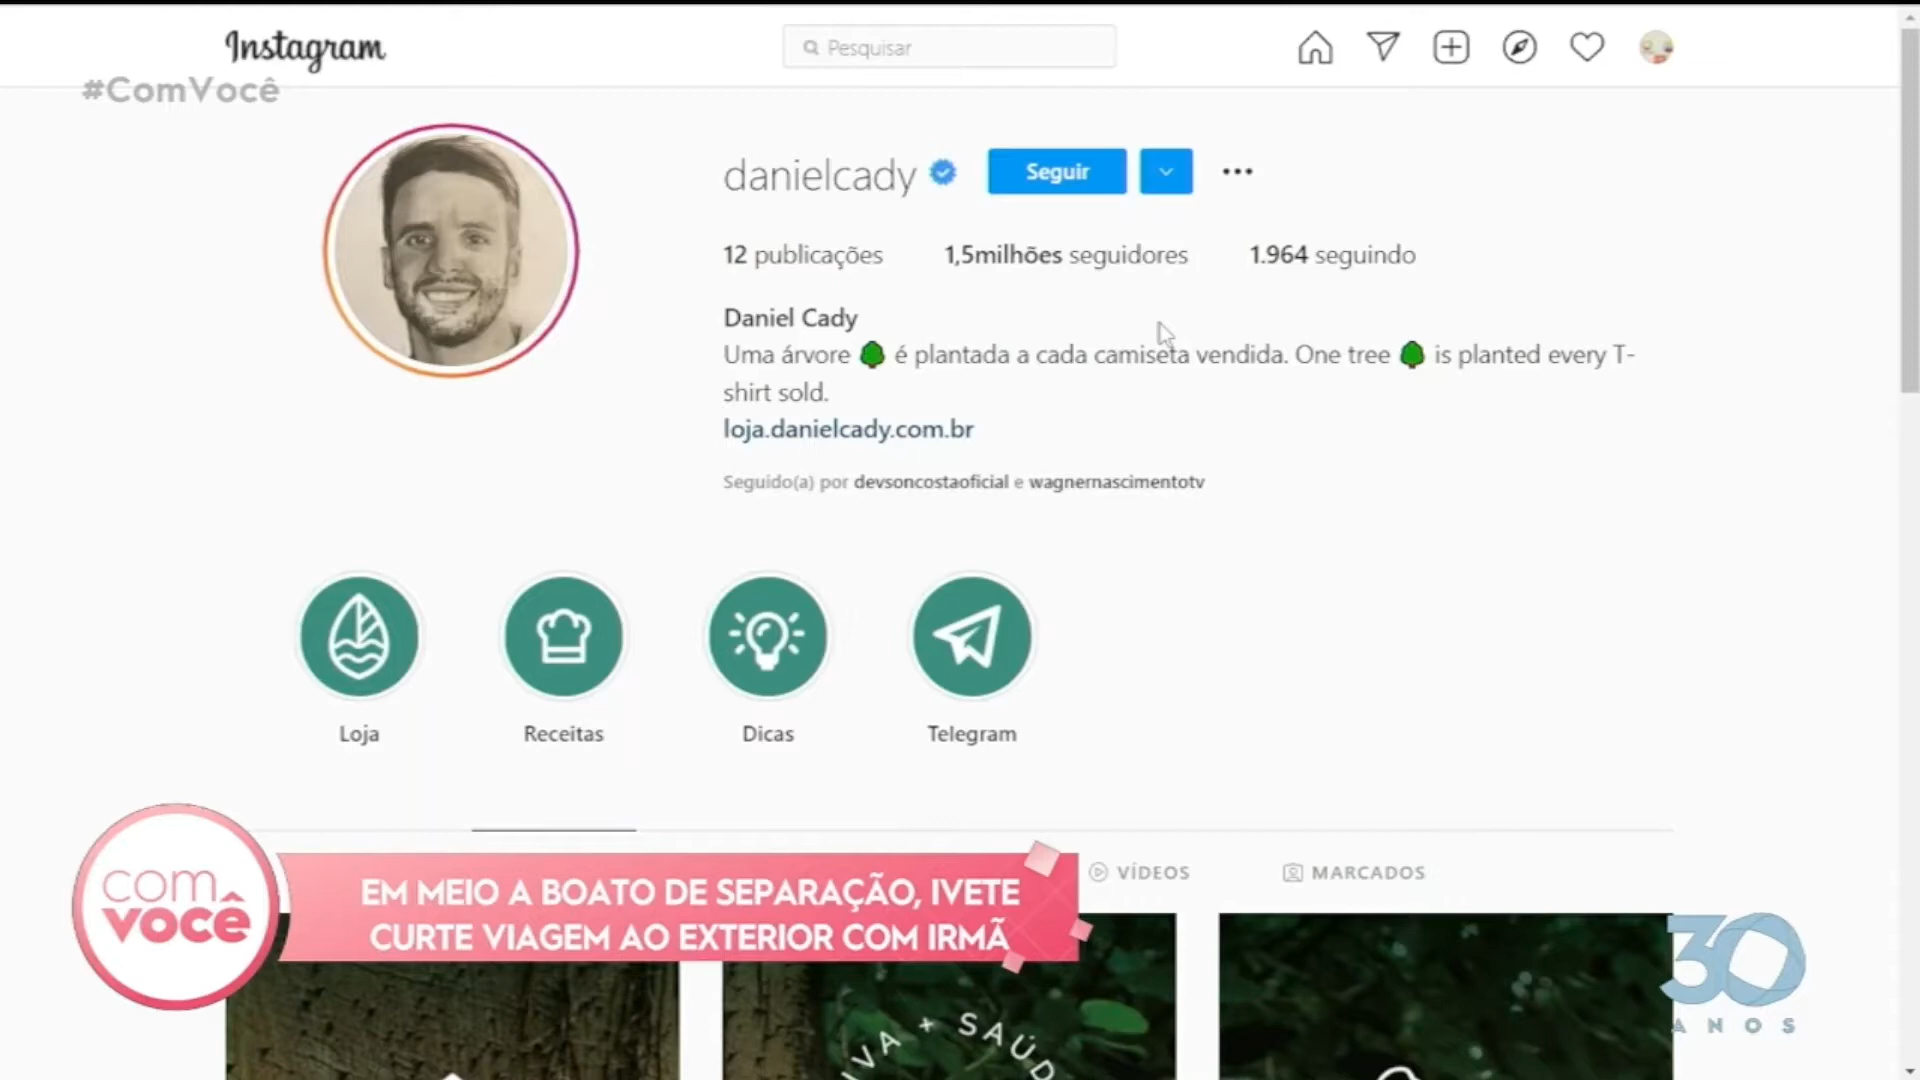 Instagram
Pesquisar
#ComVocê
danielcady
Seguir
12 publicações 1,5milhões seguidores 1.964 seguindo
Daniel Cady
Uma árvore 🌳 é plantada a cada camiseta vendida. One tree 🌳 is planted every T-
shirt sold.
loja.danielcady.com.br
Seguido(a) por devsoncostaoficial e wagnernascimentotv
Loja Receitas Dicas Telegram
VÍDEOS MARCADOS
com
você
EM MEIO A BOATO DE SEPARAÇÃO, IVETE
CURTE VIAGEM AO EXTERIOR COM IRMÃ
30
ANOS